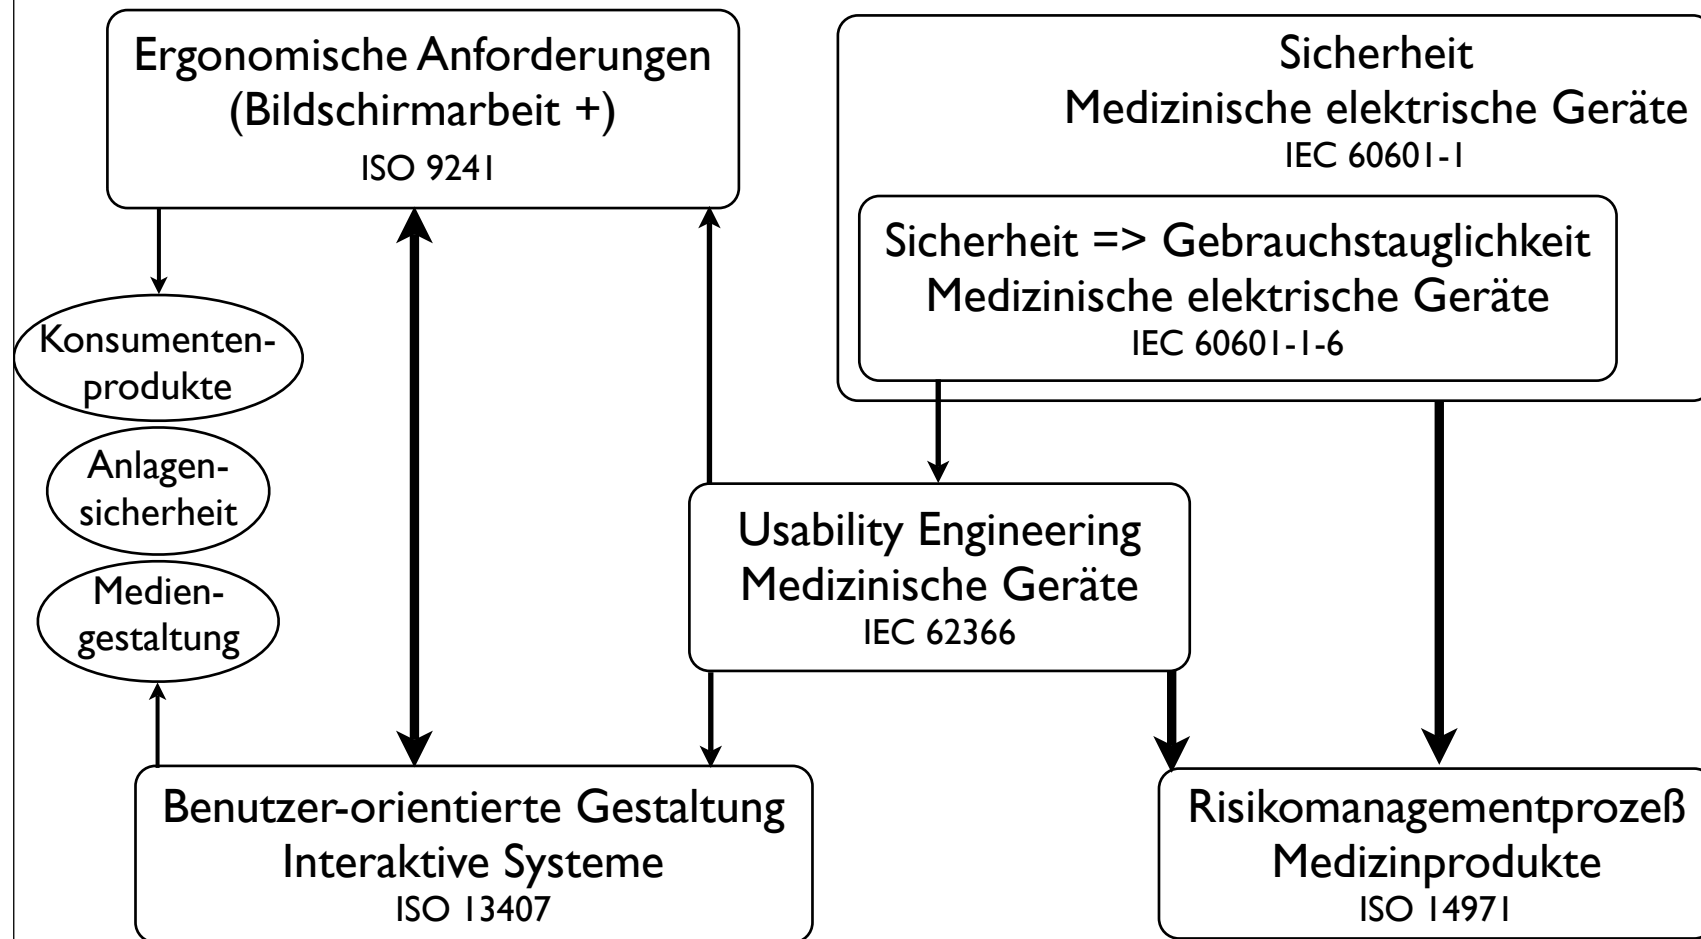 Ergonomische Anforderungen
(Bildschirmarbeit +)
ISO 9241
Sicherheit
Medizinische elektrische Geräte
IEC 60601-1
Sicherheit => Gebrauchstauglichkeit
Medizinische elektrische Geräte
IEC 60601-1-6
Konsumenten-
produkte
Anlagen-
sicherheit
Medien-
gestaltung
Usability Engineering
Medizinische Geräte
IEC 62366
Benutzer-orientierte Gestaltung
Interaktive Systeme
ISO 13407
Risikomanagementprozeß
Medizinprodukte
ISO 14971